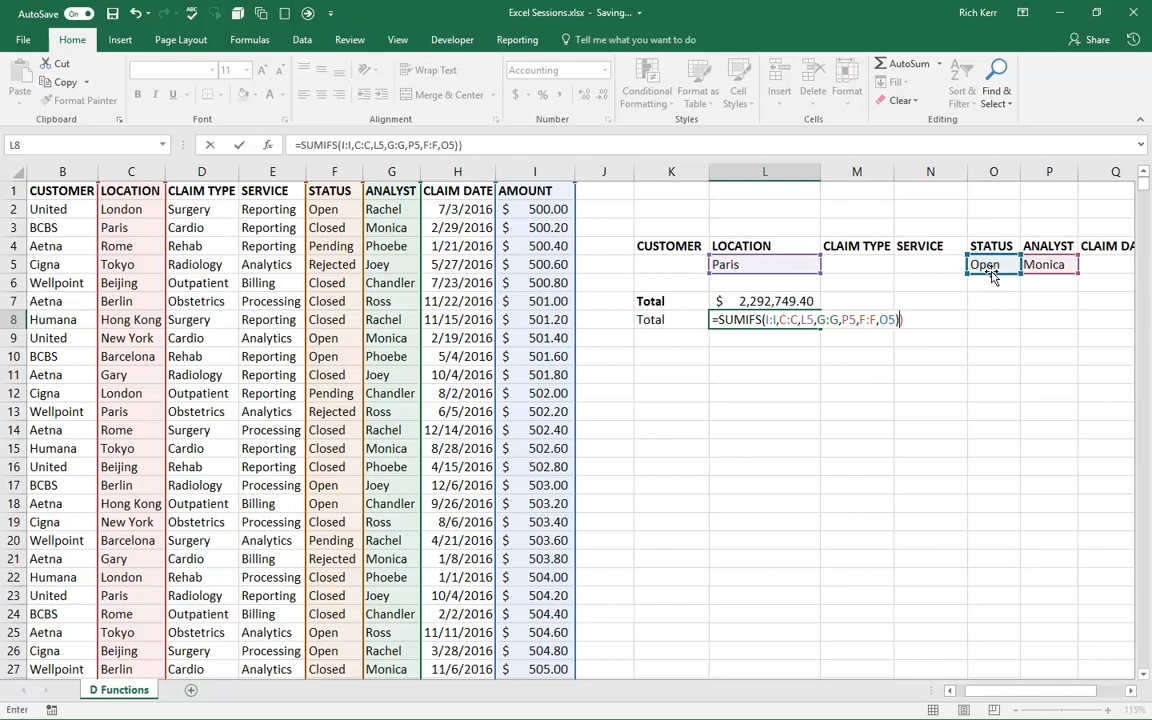 AutoSave On Excel Sessions.xlsx - Saving... Rich Kerr
File Home Insert Page Layout Formulas Data Review View Developer Reporting Tell me what you want to do Share
Paste Cut Copy Format Painter Clipboard
11 B I U Font
Wrap Text Merge & Center Alignment
Accounting $ % , Number
Conditional Formatting Format as Table Cell Styles Styles
Insert Delete Format Cells
AutoSum Fill Clear Sort & Filter Find & Select Editing
L8 fx =SUMIFS(I:I,C:C,L5,G:G,P5,F:F,O5))
B C D E F G H I J K L M N O P Q
1 CUSTOMER LOCATION CLAIM TYPE SERVICE STATUS ANALYST CLAIM DATE AMOUNT
2 United London Surgery Reporting Open Rachel 7/3/2016 $ 500.00
3 BCBS Paris Cardio Reporting Closed Monica 2/29/2016 $ 500.20
4 Aetna Rome Rehab Reporting Pending Phoebe 1/21/2016 $ 500.40 CUSTOMER LOCATION CLAIM TYPE SERVICE STATUS ANALYST CLAIM DA
5 Cigna Tokyo Radiology Analytics Rejected Joey 5/27/2016 $ 500.60 Paris Open Monica
6 Wellpoint Beijing Outpatient Billing Closed Chandler 7/23/2016 $ 500.80
7 Aetna Berlin Obstetrics Processing Closed Ross 11/22/2016 $ 501.00 Total $ 2,292,749.40
8 Humana Hong Kong Surgery Reporting Closed Rachel 11/15/2016 $ 501.20 Total =SUMIFS(I:I,C:C,L5,G:G,P5,F:F,O5))
9 United New York Cardio Reporting Open Monica 2/19/2016 $ 501.40
10 BCBS Barcelona Rehab Reporting Open Phoebe 5/4/2016 $ 501.60
11 Aetna Gary Radiology Reporting Closed Joey 10/4/2016 $ 501.80
12 Cigna London Outpatient Reporting Pending Chandler 8/2/2016 $ 502.00
13 Wellpoint Paris Obstetrics Analytics Rejected Ross 6/5/2016 $ 502.20
14 Aetna Rome Surgery Processing Closed Rachel 12/14/2016 $ 502.40
15 Humana Tokyo Cardio Reporting Closed Monica 8/28/2016 $ 502.60
16 United Beijing Rehab Reporting Closed Phoebe 4/15/2016 $ 502.80
17 BCBS Berlin Radiology Processing Open Joey 12/6/2016 $ 503.00
18 Aetna Hong Kong Outpatient Billing Open Chandler 9/26/2016 $ 503.20
19 Cigna New York Obstetrics Processing Closed Ross 8/6/2016 $ 503.40
20 Wellpoint Barcelona Surgery Analytics Pending Rachel 4/21/2016 $ 503.60
21 Aetna Gary Cardio Billing Rejected Monica 1/8/2016 $ 503.80
22 Humana London Rehab Processing Closed Phoebe 1/1/2016 $ 504.00
23 United Paris Radiology Reporting Closed Joey 10/4/2016 $ 504.20
24 BCBS Rome Outpatient Billing Closed Chandler 2/2/2016 $ 504.40
25 Aetna Tokyo Obstetrics Analytics Open Ross 11/11/2016 $ 504.60
26 Cigna Beijing Surgery Processing Open Rachel 3/28/2016 $ 504.80
27 Wellpoint Berlin Cardio Analytics Closed Monica 11/6/2016 $ 505.00
D Functions
Enter 115%